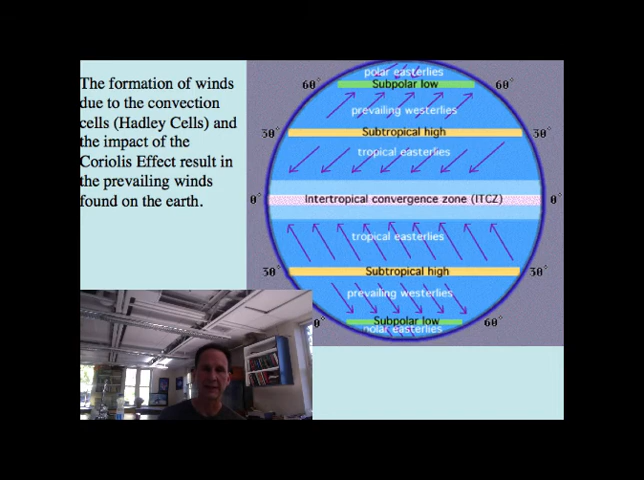 The formation of winds
due to the convection
cells (Hadley Cells) and
the impact of the
Coriolis Effect result in
the prevailing winds
found on the earth.
polar easterlies
60° Subpolar low 60°
prevailing westerlies
30° Subtropical high 30°
tropical easterlies
0° Intertropical convergence zone (ITCZ) 0°
tropical easterlies
30° Subtropical high 30°
prevailing westerlies
0° Subpolar low 60°
polar easterlies